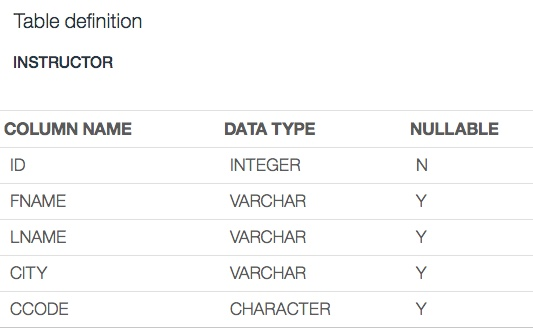 Table definition
INSTRUCTOR
COLUMN NAME DATA TYPE NULLABLE
ID INTEGER N
FNAME VARCHAR Y
LNAME VARCHAR Y
CITY VARCHAR Y
CCODE CHARACTER Y